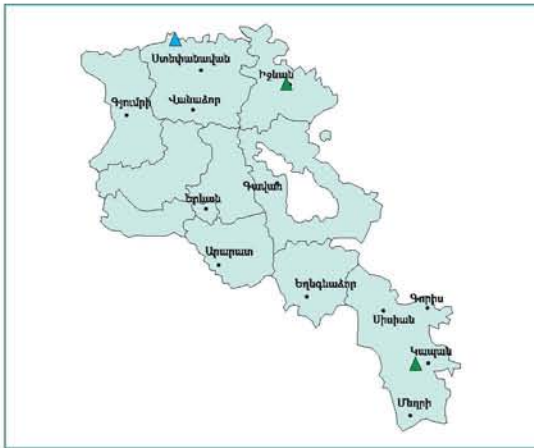 Ստեփանավան
Իջևան
Գյումրի
Վանաձոր
Գավառ
Երևան
Արարատ
Եղեգնաձոր
Գորիս
Սիսիան
Կապան
Մեղրի